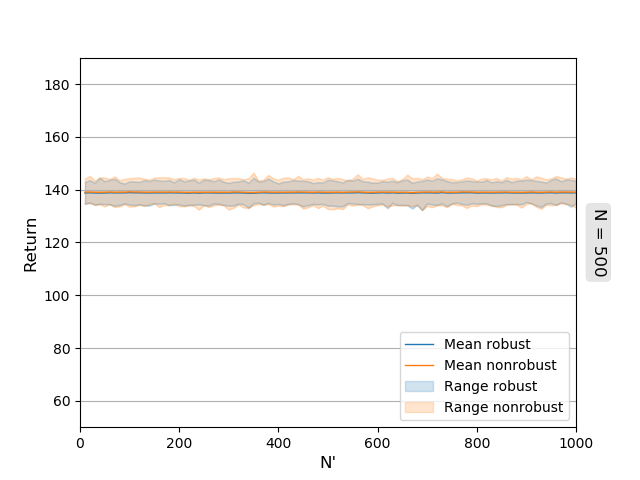 180
160
140
120
100
80
60
Return
0
200
400
600
800
1000
N'
N = 500
Mean robust
Mean nonrobust
Range robust
Range nonrobust